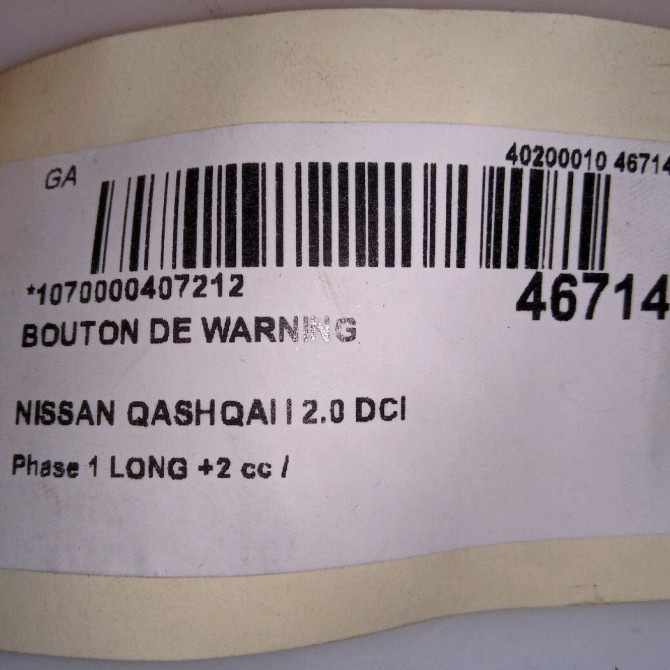 GA
40200010 46714
*1070000407212
46714
BOUTON DE WARNING
NISSAN QASHQAI I 2.0 DCI
Phase 1 LONG +2 cc /